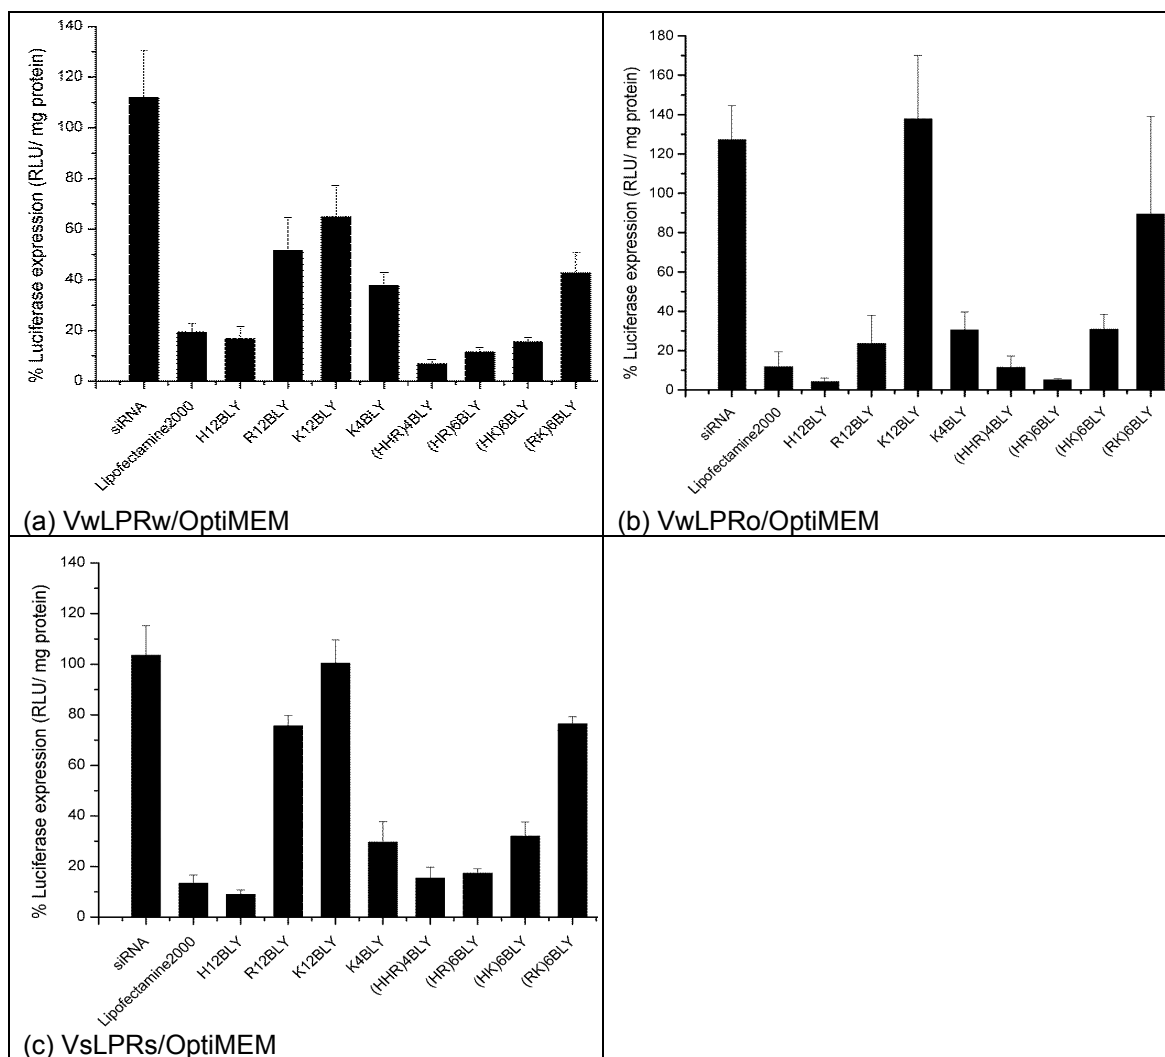 140
120
100
80
60
40
20
0
% Luciferase expression (RLU/ mg protein)
siRNA
Lipofectamine2000
H12BLY
R12BLY
K12BLY
K4BLY
(HHR)4BLY
(HR)6BLY
(HK)6BLY
(RK)6BLY
(a) VwLPRw/OptiMEM
180
160
140
120
100
80
60
40
20
0
% Luciferase expression (RLU/ mg protein)
siRNA
Lipofectamine2000
H12BLY
R12BLY
K12BLY
K4BLY
(HHR)4BLY
(HR)6BLY
(HK)6BLY
(RK)6BLY
(b) VwLPRo/OptiMEM
140
120
100
80
60
40
20
0
% Luciferase expression (RLU/ mg protein)
siRNA
Lipofectamine2000
H12BLY
R12BLY
K12BLY
K4BLY
(HHR)4BLY
(HR)6BLY
(HK)6BLY
(RK)6BLY
(c) VsLPRs/OptiMEM